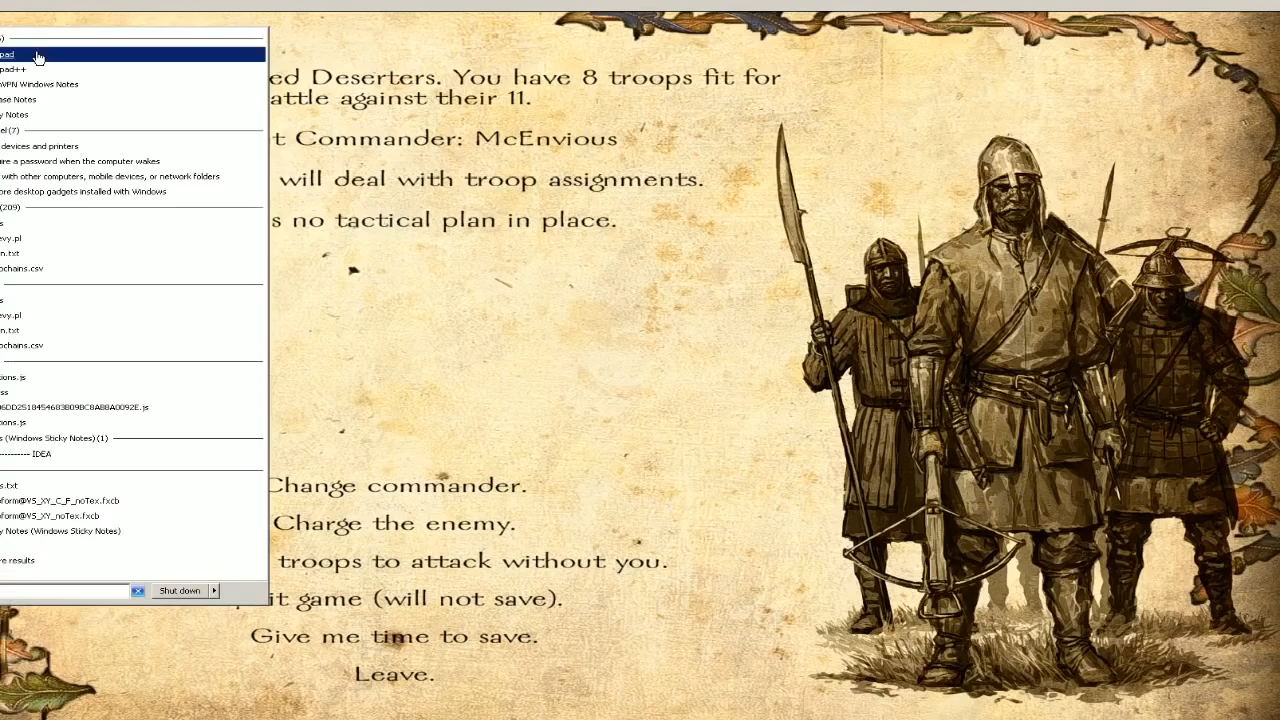 pad
pad++
VPN Windows Notes
ase Notes
y Notes
el (7)
devices and printers
ire a password when the computer wakes
with other computers, mobile devices, or network folders
ore desktop gadgets installed with Windows
(209)
s
evy.pl
n.txt
ochains.csv
s
evy.pl
n.txt
ochains.csv
ions.js
ss
ions.js
s (Windows Sticky Notes) (1)
---------- IDEA
s.txt
form@VS_XY_C_F_noTex.fxcb
form@VS_XY_noTex.fxcb
y Notes (Windows Sticky Notes)
re results
Shut down
ed Deserters. You have 8 troops fit for
attle against their 11.
t Commander: McEnvious
will deal with troop assignments.
s no tactical plan in place.
Change commander.
Charge the enemy.
troops to attack without you.
it game (will not save).
Give me time to save.
Leave.